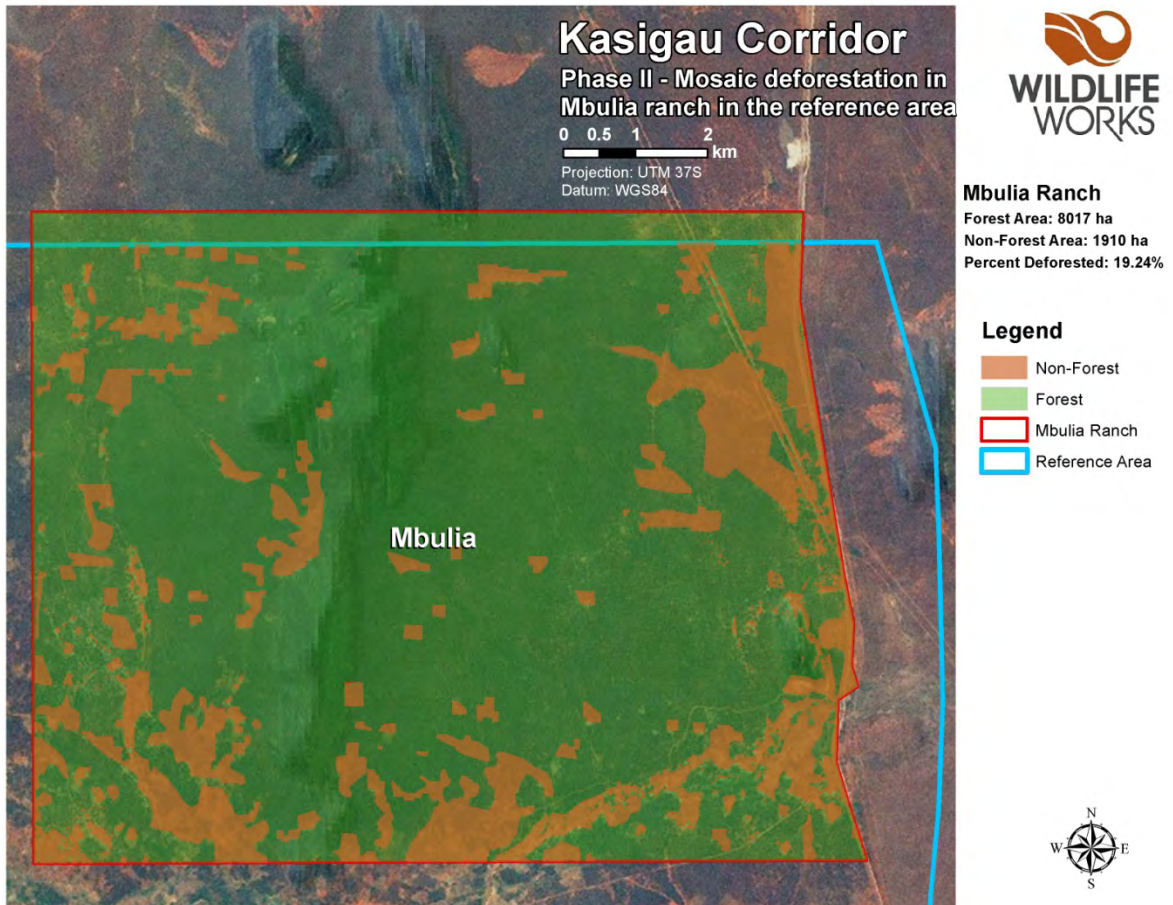 Kasigau Corridor
Phase II - Mosaic deforestation in
Mbulia ranch in the reference area
0 0.5 1 2
km
Projection: UTM 37S
Datum: WGS84
WILDLIFE
WORKS
Mbulia Ranch
Forest Area: 8017 ha
Non-Forest Area: 1910 ha
Percent Deforested: 19.24%
Legend
Non-Forest
Forest
Mbulia Ranch
Reference Area
Mbulia
N
W E
S